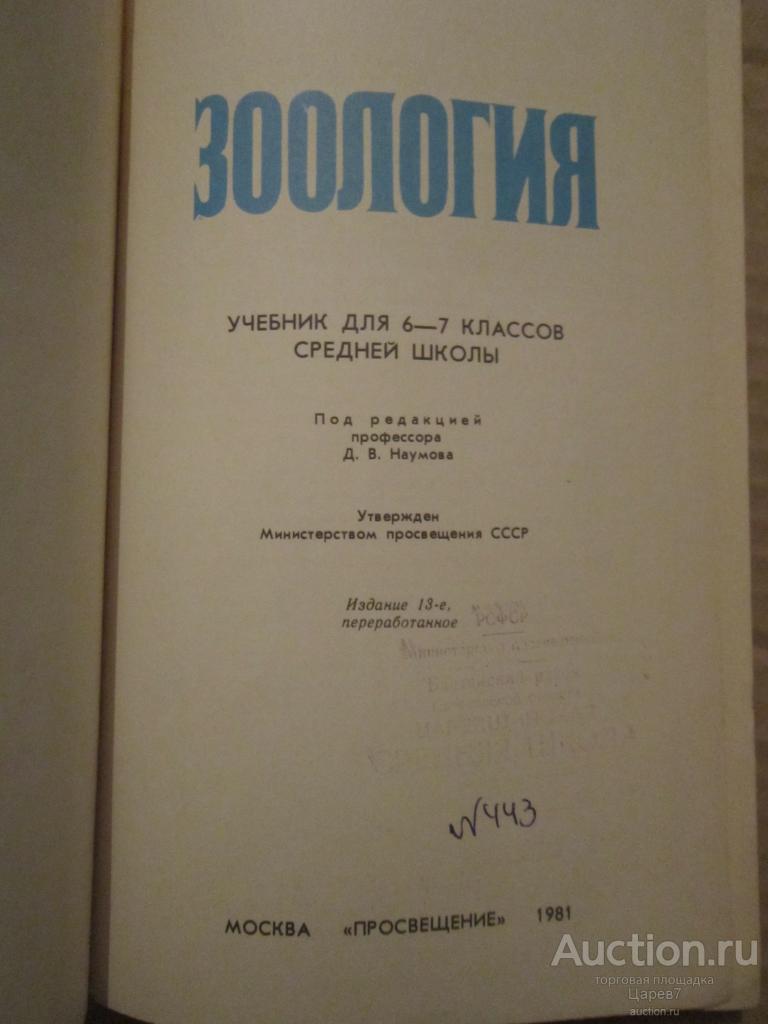 ЗООЛОГИЯ
УЧЕБНИК ДЛЯ 6—7 КЛАССОВ
СРЕДНЕЙ ШКОЛЫ
Под редакцией
профессора
Д. В. Наумова
Утвержден
Министерством просвещения СССР
Издание 13-е,
переработанное
РСФСР
N443
МОСКВА «ПРОСВЕЩЕНИЕ» 1981
Auction.ru
торговая площадка
Царев7
auction.ru